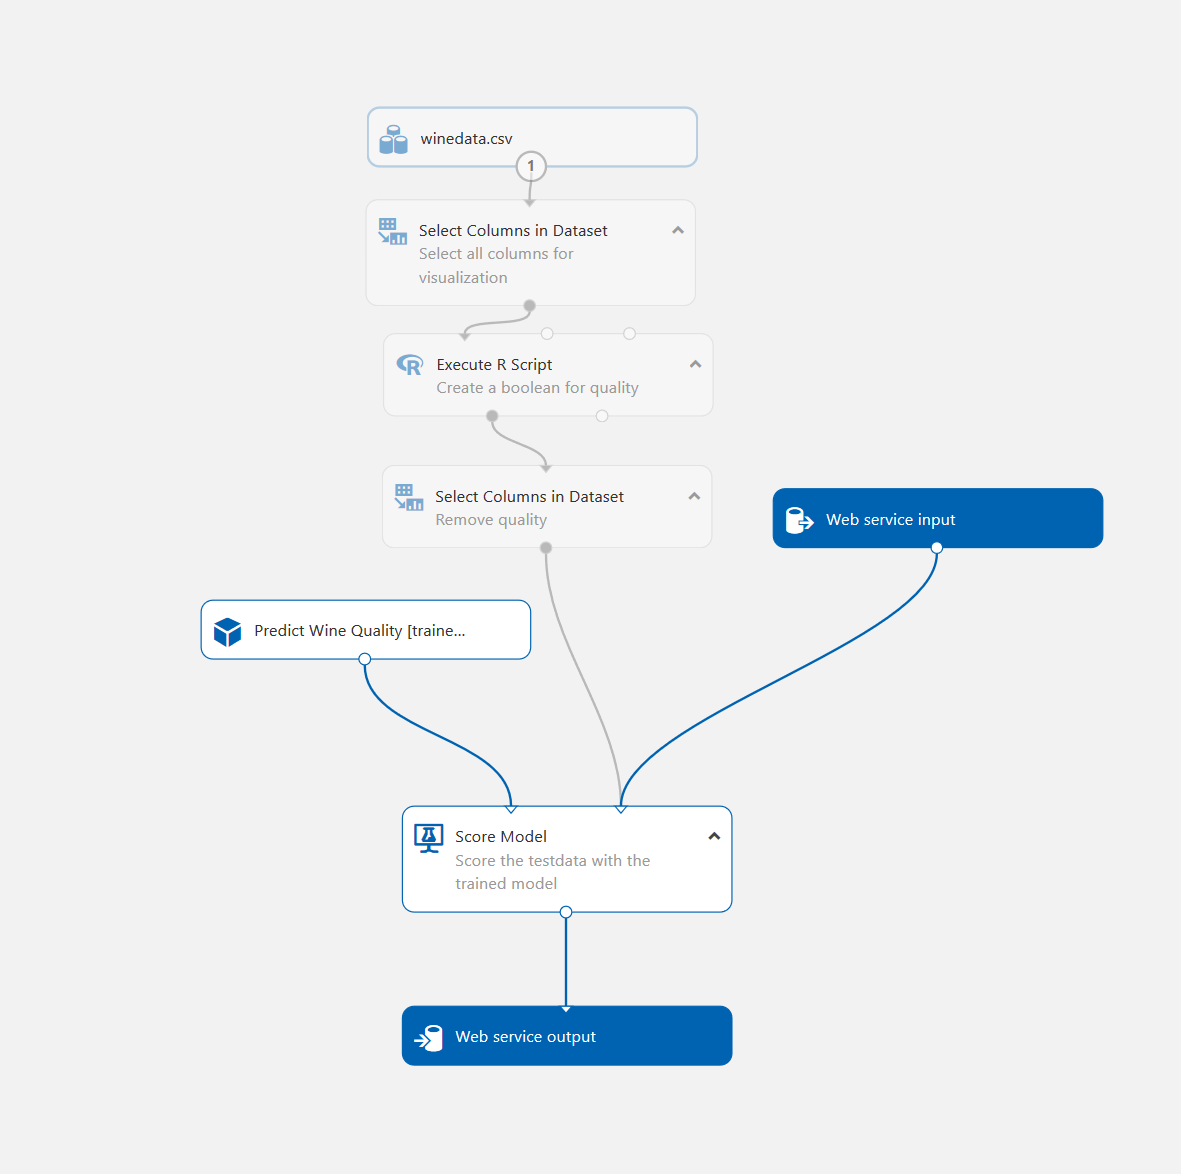 winedata.csv
1
Select Columns in Dataset
Select all columns for
visualization
Execute R Script
Create a boolean for quality
Select Columns in Dataset
Remove quality
Web service input
Predict Wine Quality [traine...
Score Model
Score the testdata with the
trained model
Web service output